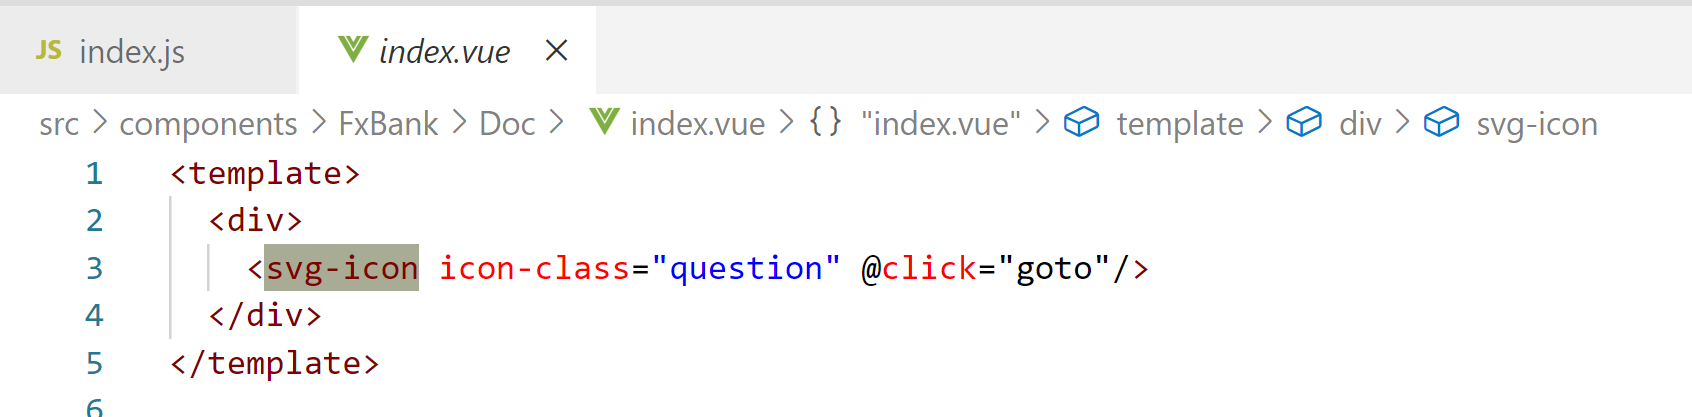 JS index.js index.vue ×
src > components > FxBank > Doc > index.vue > {} "index.vue" > template > div > svg-icon
1 <template>
2 <div>
3 <svg-icon icon-class="question" @click="goto"/>
4 </div>
5 </template>
6